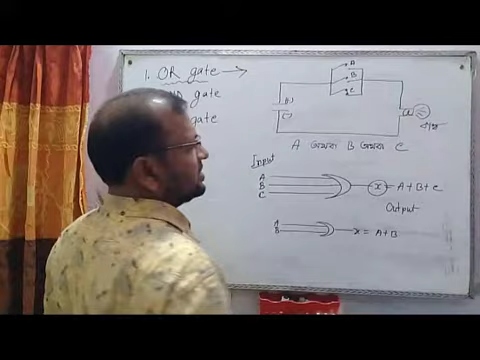 1. OR gate →
gate
gate
A
B
C
(+)
(-)
A অথবা B অথবা C
Input
A
B
C
x = A+B+C
Output
A
B
x = A+B